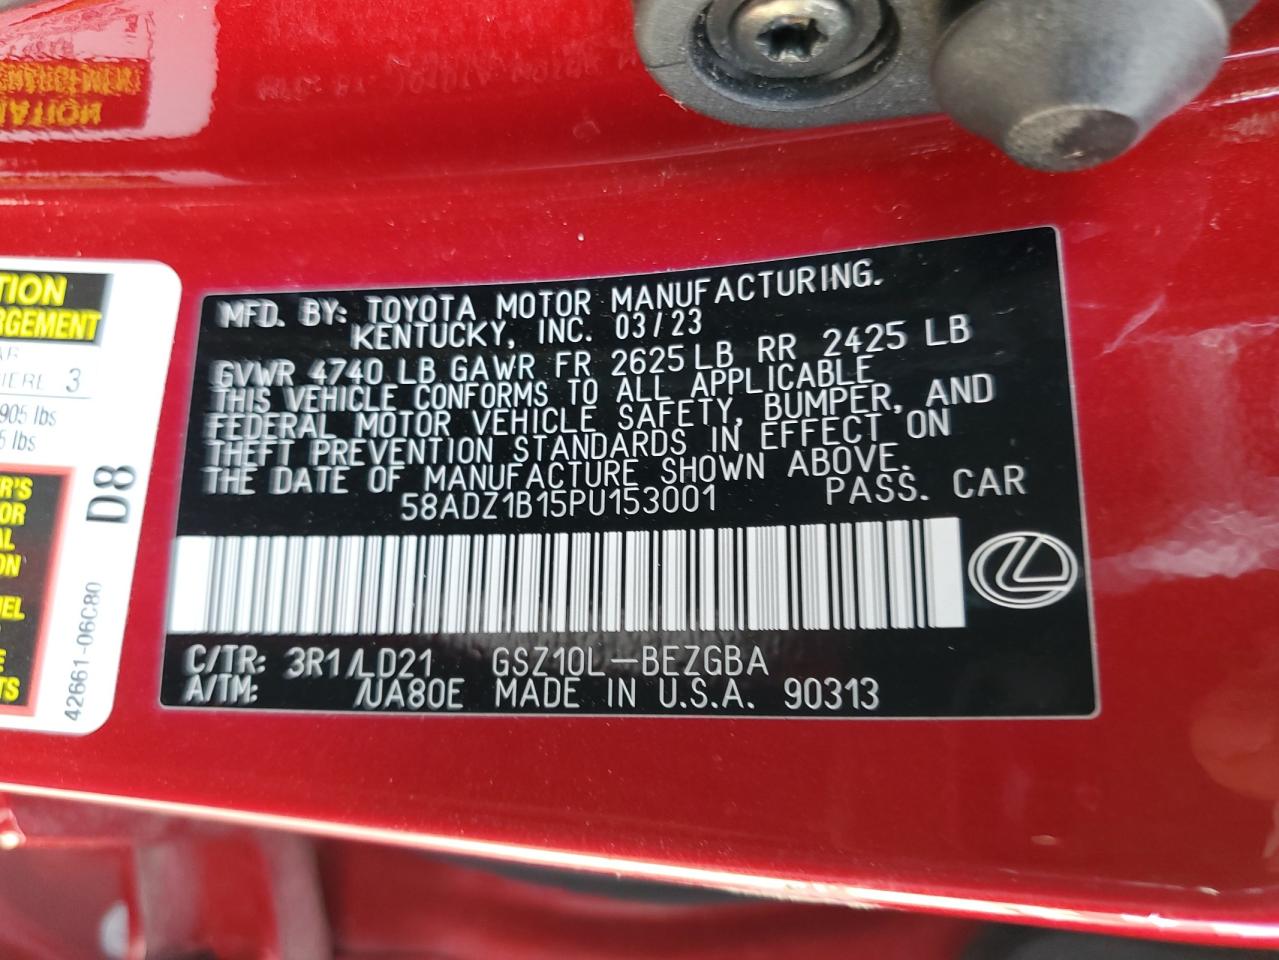 MFD. BY: TOYOTA MOTOR MANUFACTURING.
KENTUCKY, INC. 03/23
GVWR 4740 LB GAWR FR 2625 LB RR 2425 LB
THIS VEHICLE CONFORMS TO ALL APPLICABLE
FEDERAL MOTOR VEHICLE SAFETY, BUMPER, AND
THEFT PREVENTION STANDARDS IN EFFECT ON
THE DATE OF MANUFACTURE SHOWN ABOVE.
58ADZ1B15PU153001 PASS. CAR
C/TR: 3R1/LD21 GSZ10L-BEZGBA
A/TM: /UA80E MADE IN U.S.A. 90313
3
905 lbs
5 lbs
D8
42661-06C80